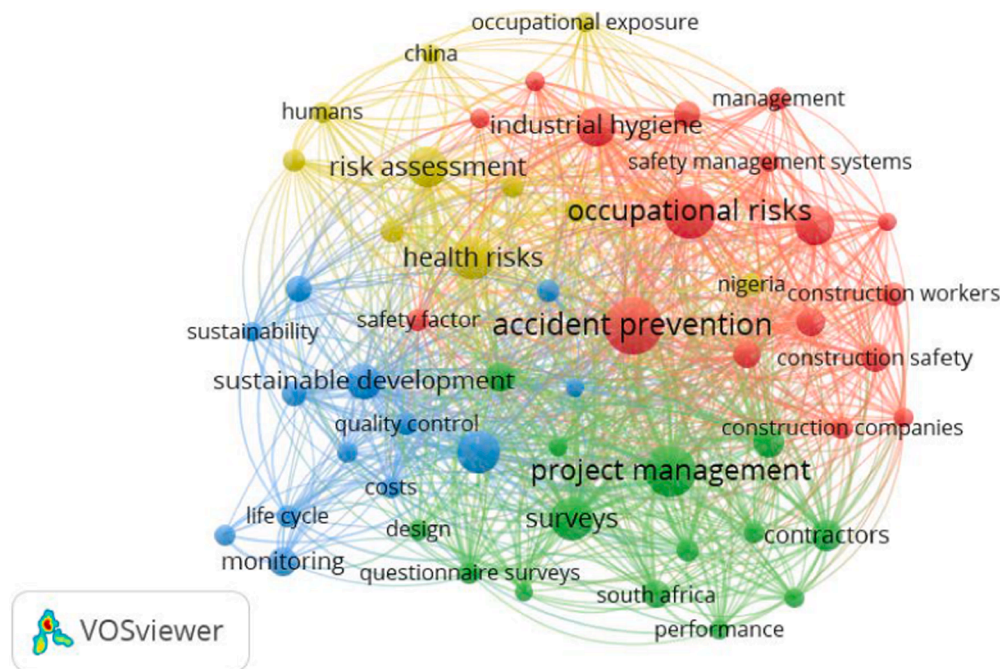 occupational exposure
china
humans
management
industrial hygiene
risk assessment
safety management systems
occupational risks
health risks
nigeria
construction workers
sustainability
safety factor
accident prevention
construction safety
sustainable development
quality control
construction companies
project management
costs
life cycle
design
surveys
contractors
monitoring
questionnaire surveys
south africa
performance
VOSviewer